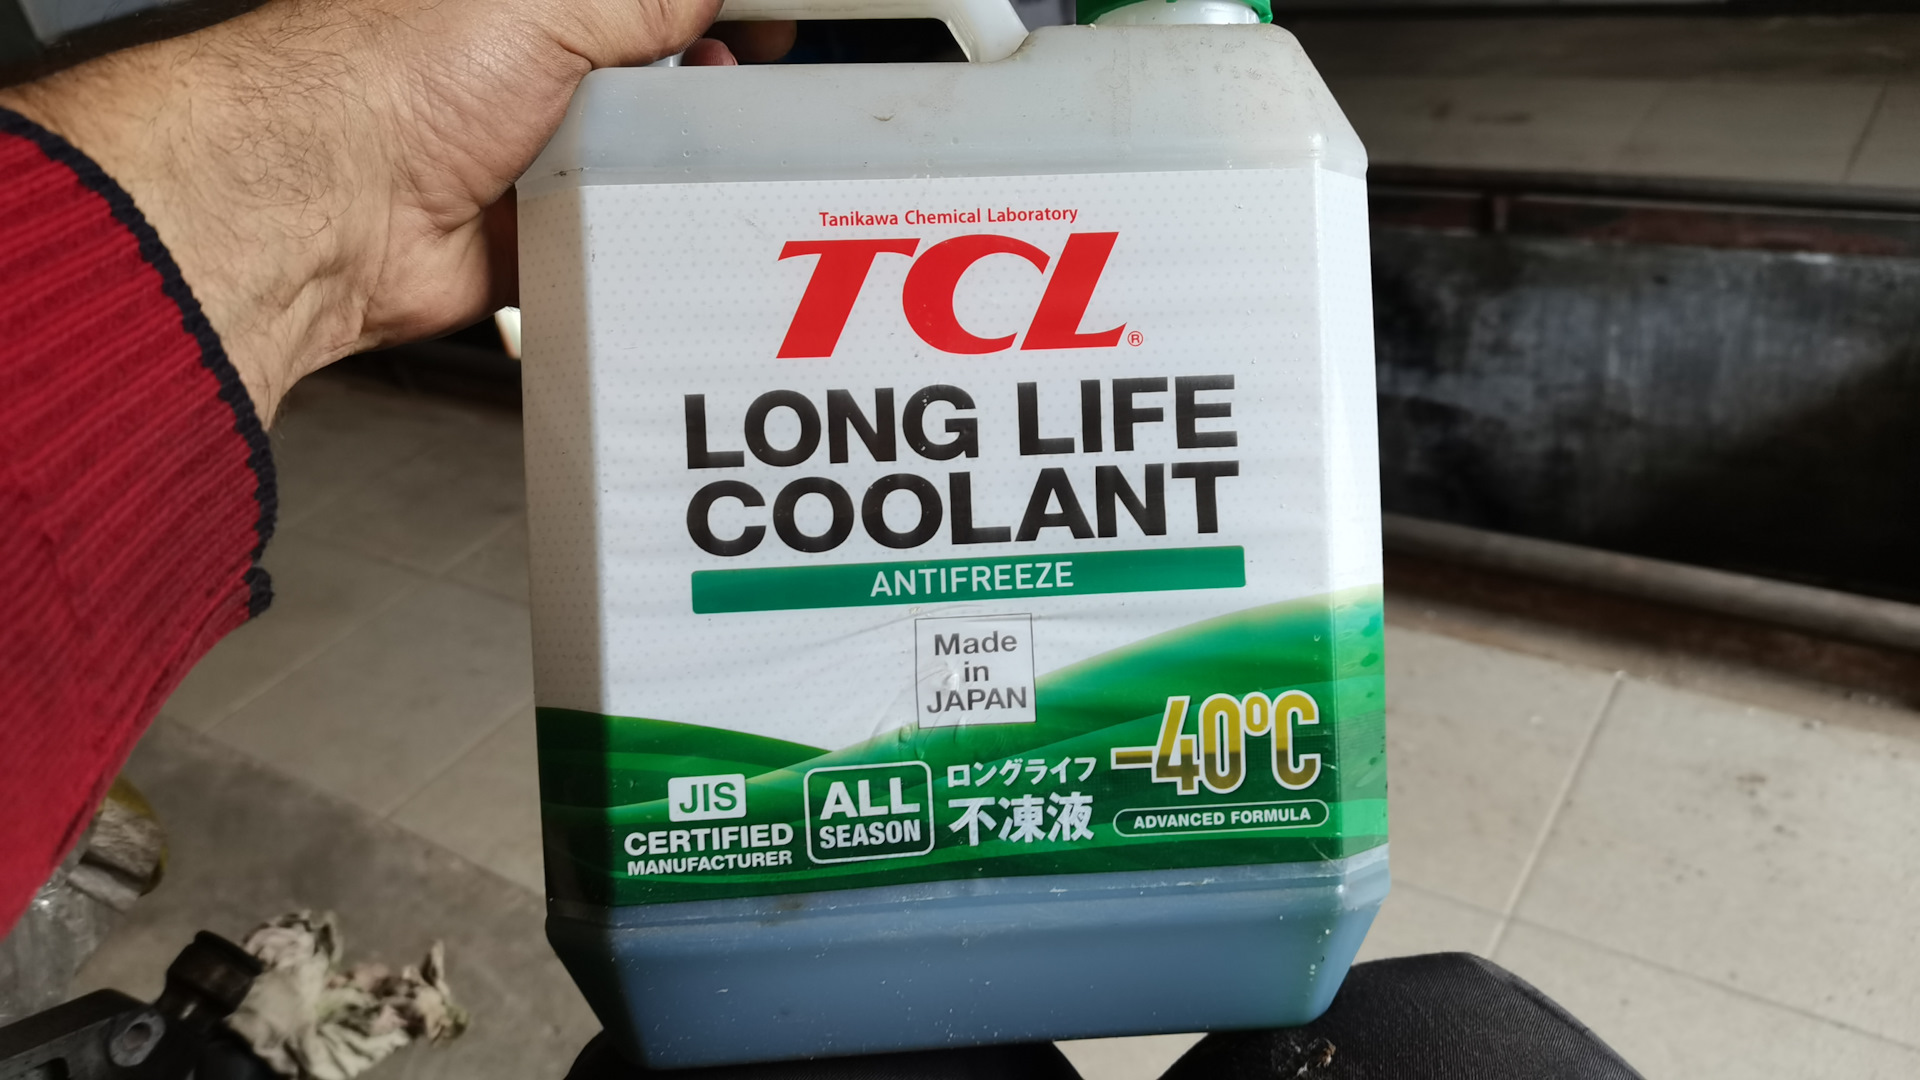 Tanikawa Chemical Laboratory
TCL®
LONG LIFE
COOLANT
ANTIFREEZE
Made
in
JAPAN
JIS
CERTIFIED
MANUFACTURER
ALL
SEASON
ロングライフ
不凍液
-40°C
ADVANCED FORMULA